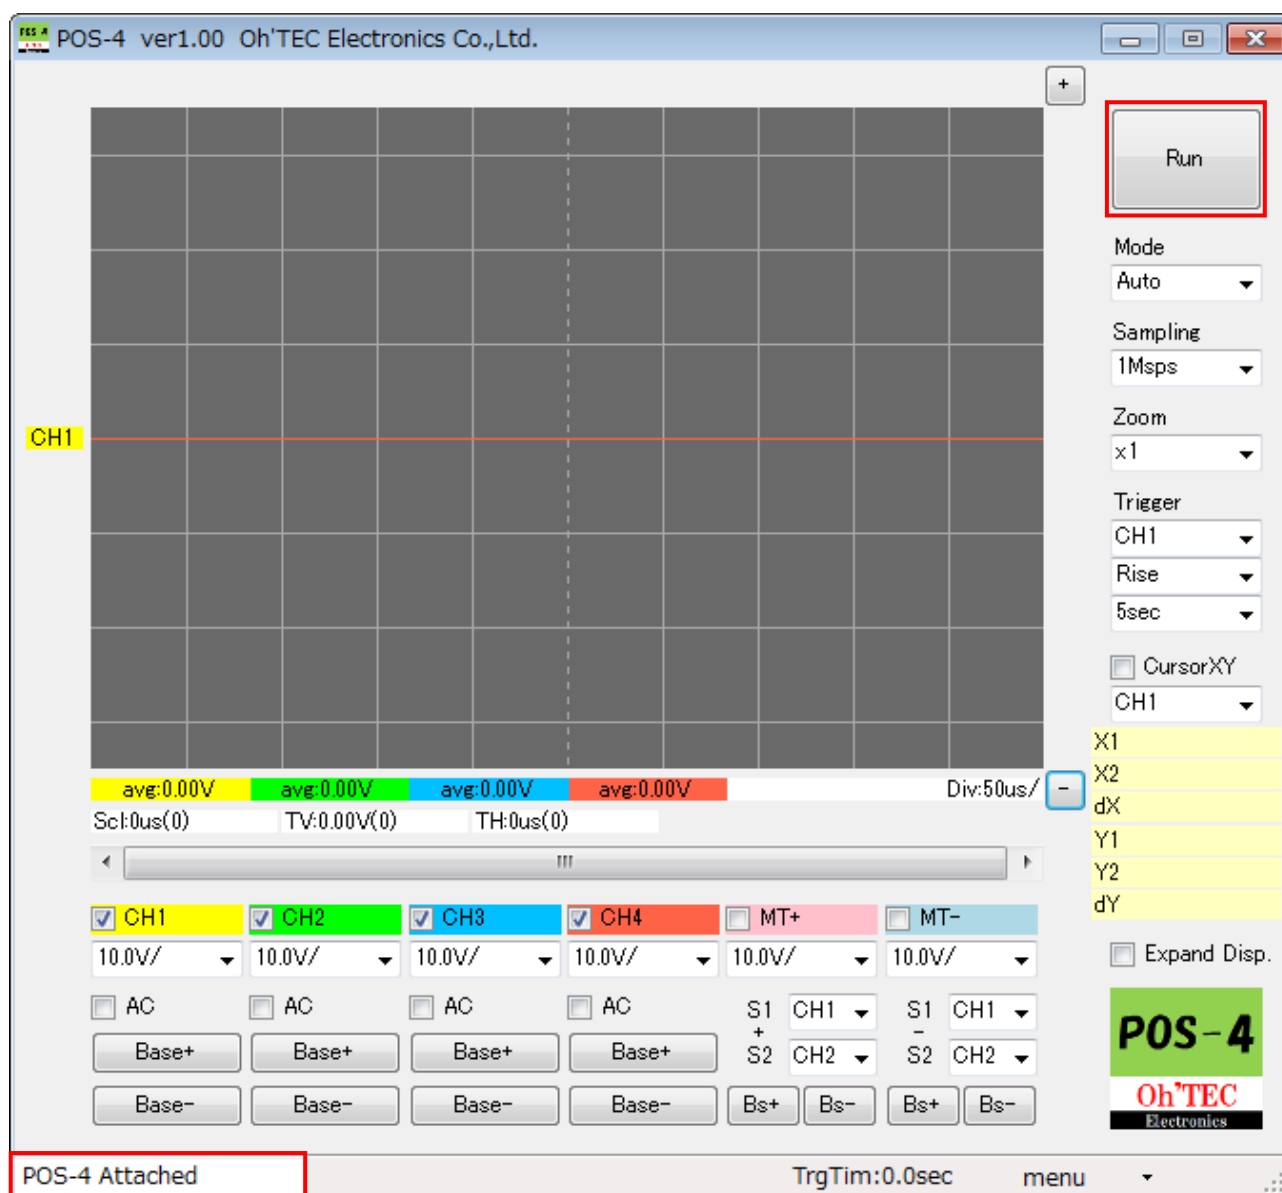 POS-4 ver1.00 Oh'TEC Electronics Co.,Ltd.
+
Run
Mode
Auto
Sampling
1Msps
Zoom
x1
Trigger
CH1
Rise
5sec
CursorXY
CH1
X1
X2
dX
Y1
Y2
dY
Expand Disp.
CH1
avg:0.00V avg:0.00V avg:0.00V avg:0.00V Div:50us/ -
Scl:0us(0) TV:0.00V(0) TH:0us(0)
CH1 CH2 CH3 CH4 MT+ MT-
10.0V/ 10.0V/ 10.0V/ 10.0V/ 10.0V/ 10.0V/
AC AC AC AC S1 CH1 S1 CH1
+ -
Base+ Base+ Base+ Base+ S2 CH2 S2 CH2
Base- Base- Base- Base- Bs+ Bs- Bs+ Bs-
POS-4
Oh'TEC
Electronics
POS-4 Attached TrgTim:0.0sec menu